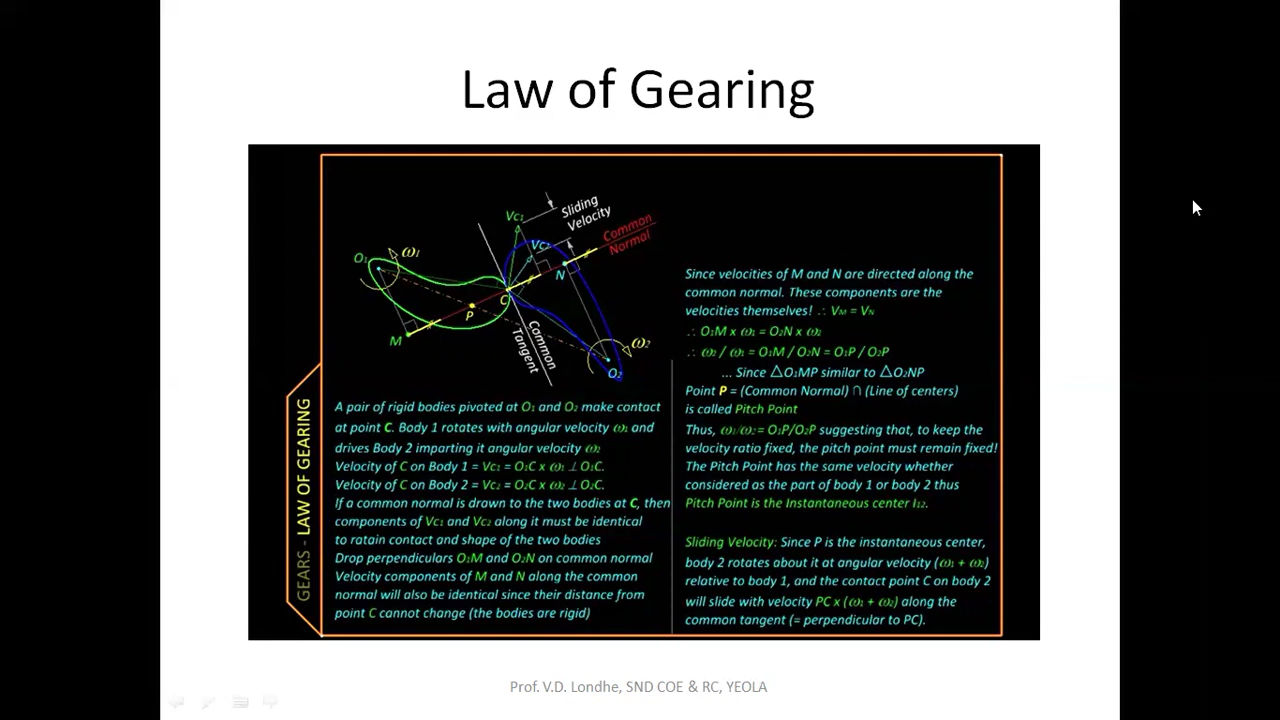 Law of Gearing
Vc₁
Sliding
Velocity
Common
Normal
Vc₂
O₁
ω₁
N
C
P
M
Common
Tangent
ω₂
O₂
GEARS - LAW OF GEARING
A pair of rigid bodies pivoted at O₁ and O₂ make contact
at point C. Body 1 rotates with angular velocity ω₁ and
drives Body 2 imparting it angular velocity ω₂
Velocity of C on Body 1 = Vc₁ = O₁C x ω₁ ⊥ O₁C.
Velocity of C on Body 2 = Vc₂ = O₂C x ω₂ ⊥ O₂C.
If a common normal is drawn to the two bodies at C, then
components of Vc₁ and Vc₂ along it must be identical
to ratain contact and shape of the two bodies
Drop perpendiculars O₁M and O₂N on common normal
Velocity components of M and N along the common
normal will also be identical since their distance from
point C cannot change (the bodies are rigid)
Since velocities of M and N are directed along the
common normal. These components are the
velocities themselves! ∴ Vм = Vɴ
∴ O₁M x ω₁ = O₂N x ω₂
∴ ω₂ / ω₁ = O₁M / O₂N = O₁P / O₂P
... Since △O₁MP similar to △O₂NP
Point P = (Common Normal) ∩ (Line of centers)
is called Pitch Point
Thus, ω₁/ω₂ = O₁P/O₂P suggesting that, to keep the
velocity ratio fixed, the pitch point must remain fixed!
The Pitch Point has the same velocity whether
considered as the part of body 1 or body 2 thus
Pitch Point is the Instantaneous center I₁₂.
Sliding Velocity: Since P is the instantaneous center,
body 2 rotates about it at angular velocity (ω₁ + ω₂)
relative to body 1, and the contact point C on body 2
will slide with velocity PC x (ω₁ + ω₂) along the
common tangent (= perpendicular to PC).
Prof. V.D. Londhe, SND COE & RC, YEOLA